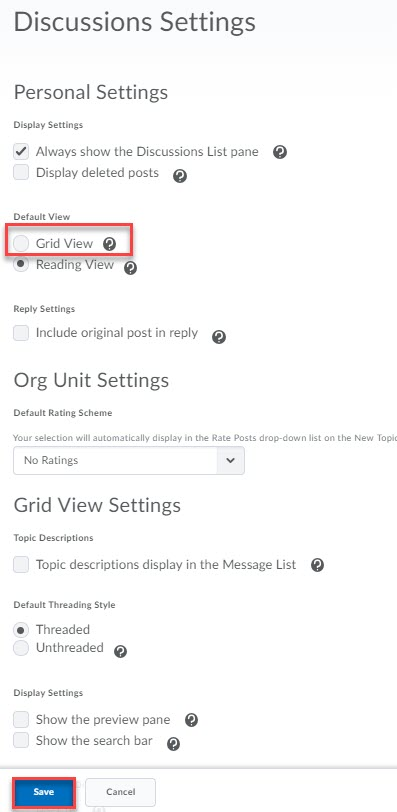 Discussions Settings
Personal Settings
Display Settings
Always show the Discussions List pane ?
Display deleted posts ?
Default View
Grid View ?
Reading View ?
Reply Settings
Include original post in reply ?
Org Unit Settings
Default Rating Scheme
Your selection will automatically display in the Rate Posts drop-down list on the New Topic
No Ratings
Grid View Settings
Topic Descriptions
Topic descriptions display in the Message List ?
Default Threading Style
Threaded
Unthreaded ?
Display Settings
Show the preview pane ?
Show the search bar ?
Save Cancel